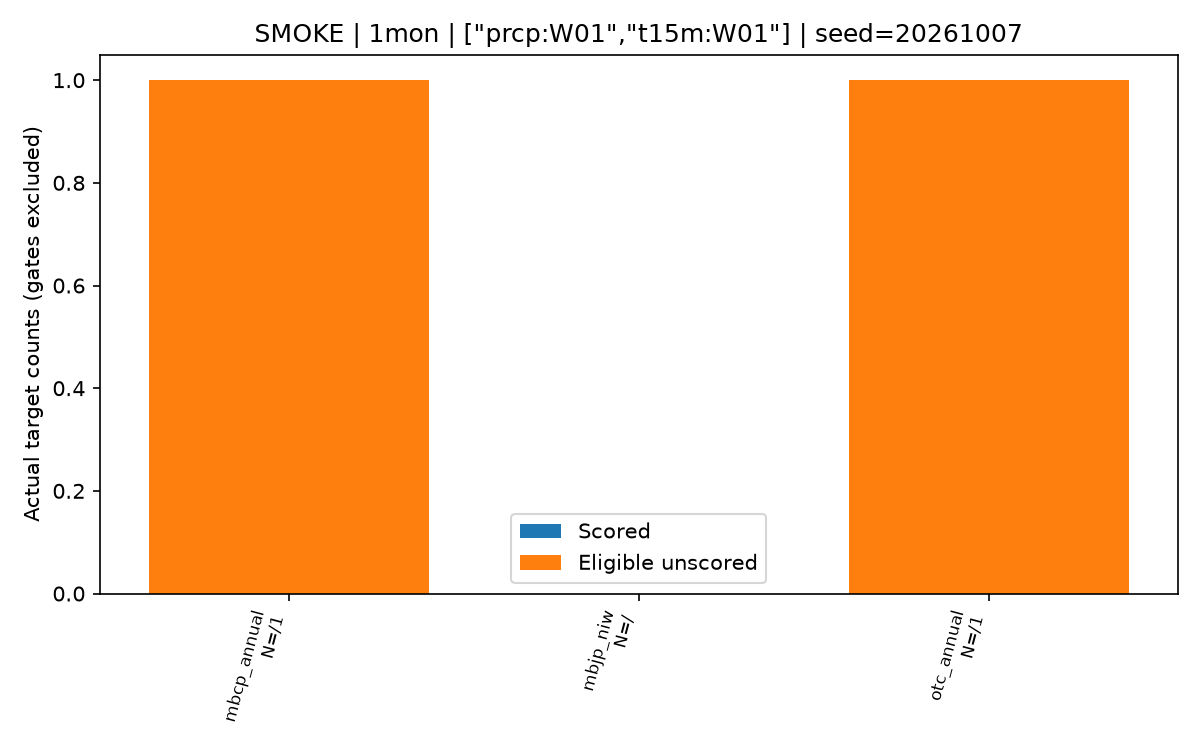 SMOKE | 1mon | ["prcp:W01","t15m:W01"] | seed=20261007
Actual target counts (gates excluded)
1.0
0.8
0.6
0.4
0.2
0.0
Scored
Eligible unscored
mbcp_annual
N=/1
mbjp_niw
N=/
otc_annual
N=/1